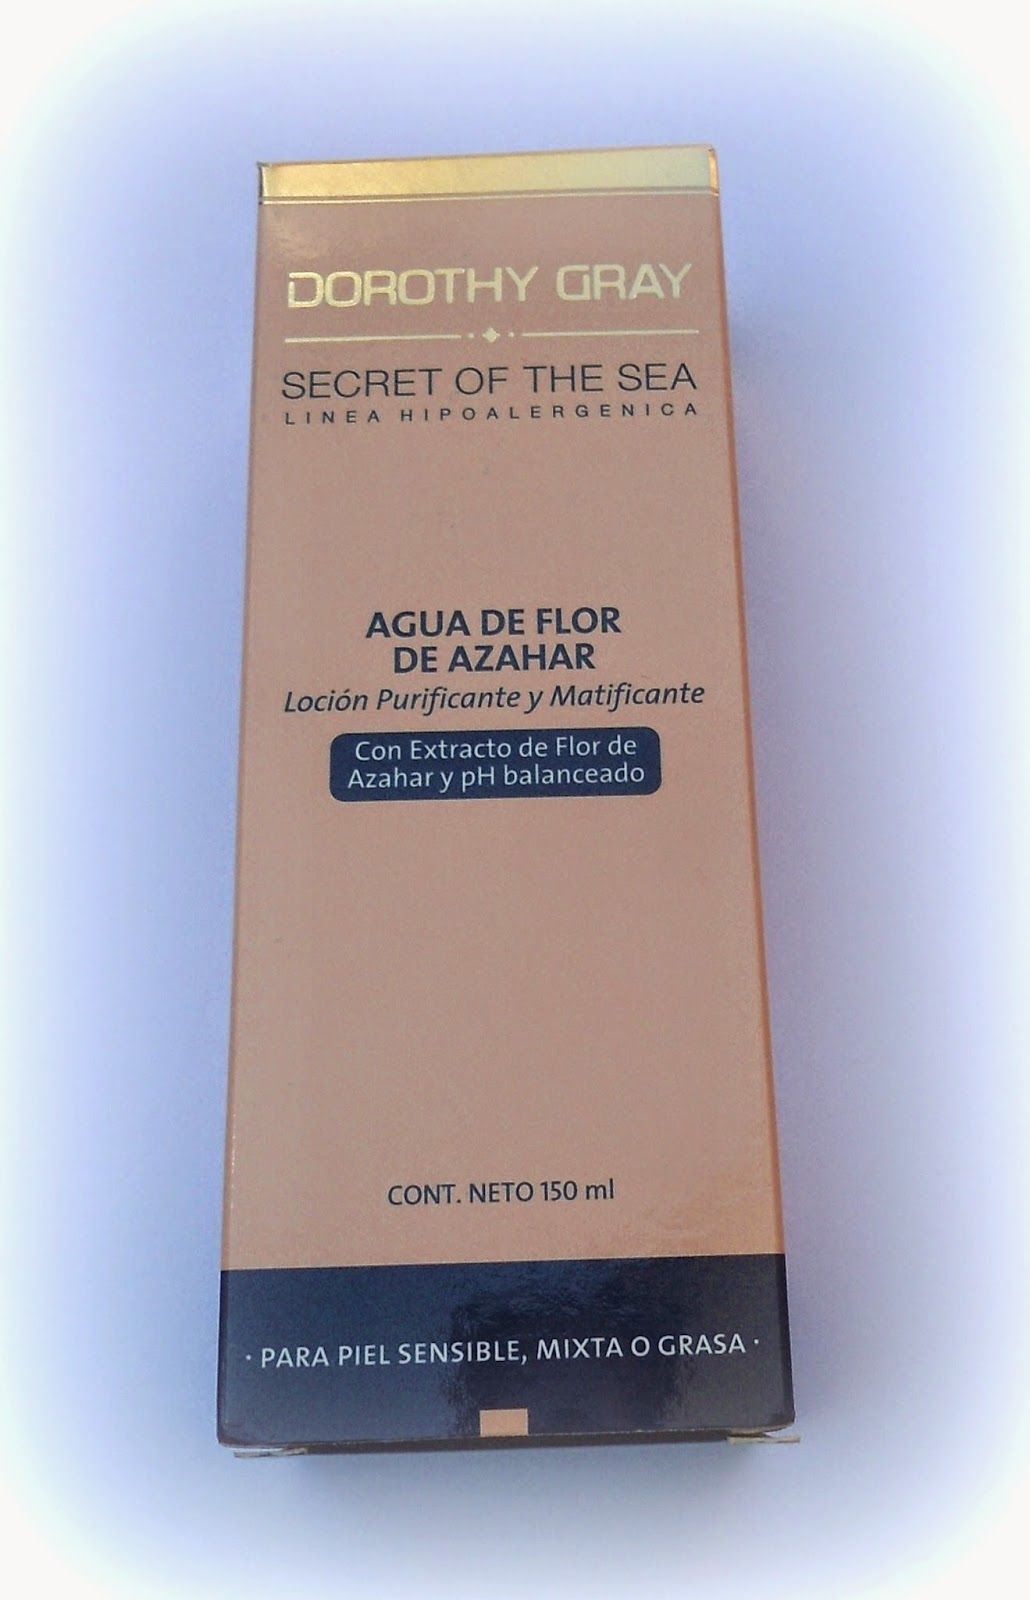 DOROTHY GRAY
SECRET OF THE SEA
LINEA HIPOALERGENICA
AGUA DE FLOR
DE AZAHAR
Loción Purificante y Matificante
Con Extracto de Flor de
Azahar y pH balanceado
CONT. NETO 150 ml
· PARA PIEL SENSIBLE, MIXTA O GRASA ·